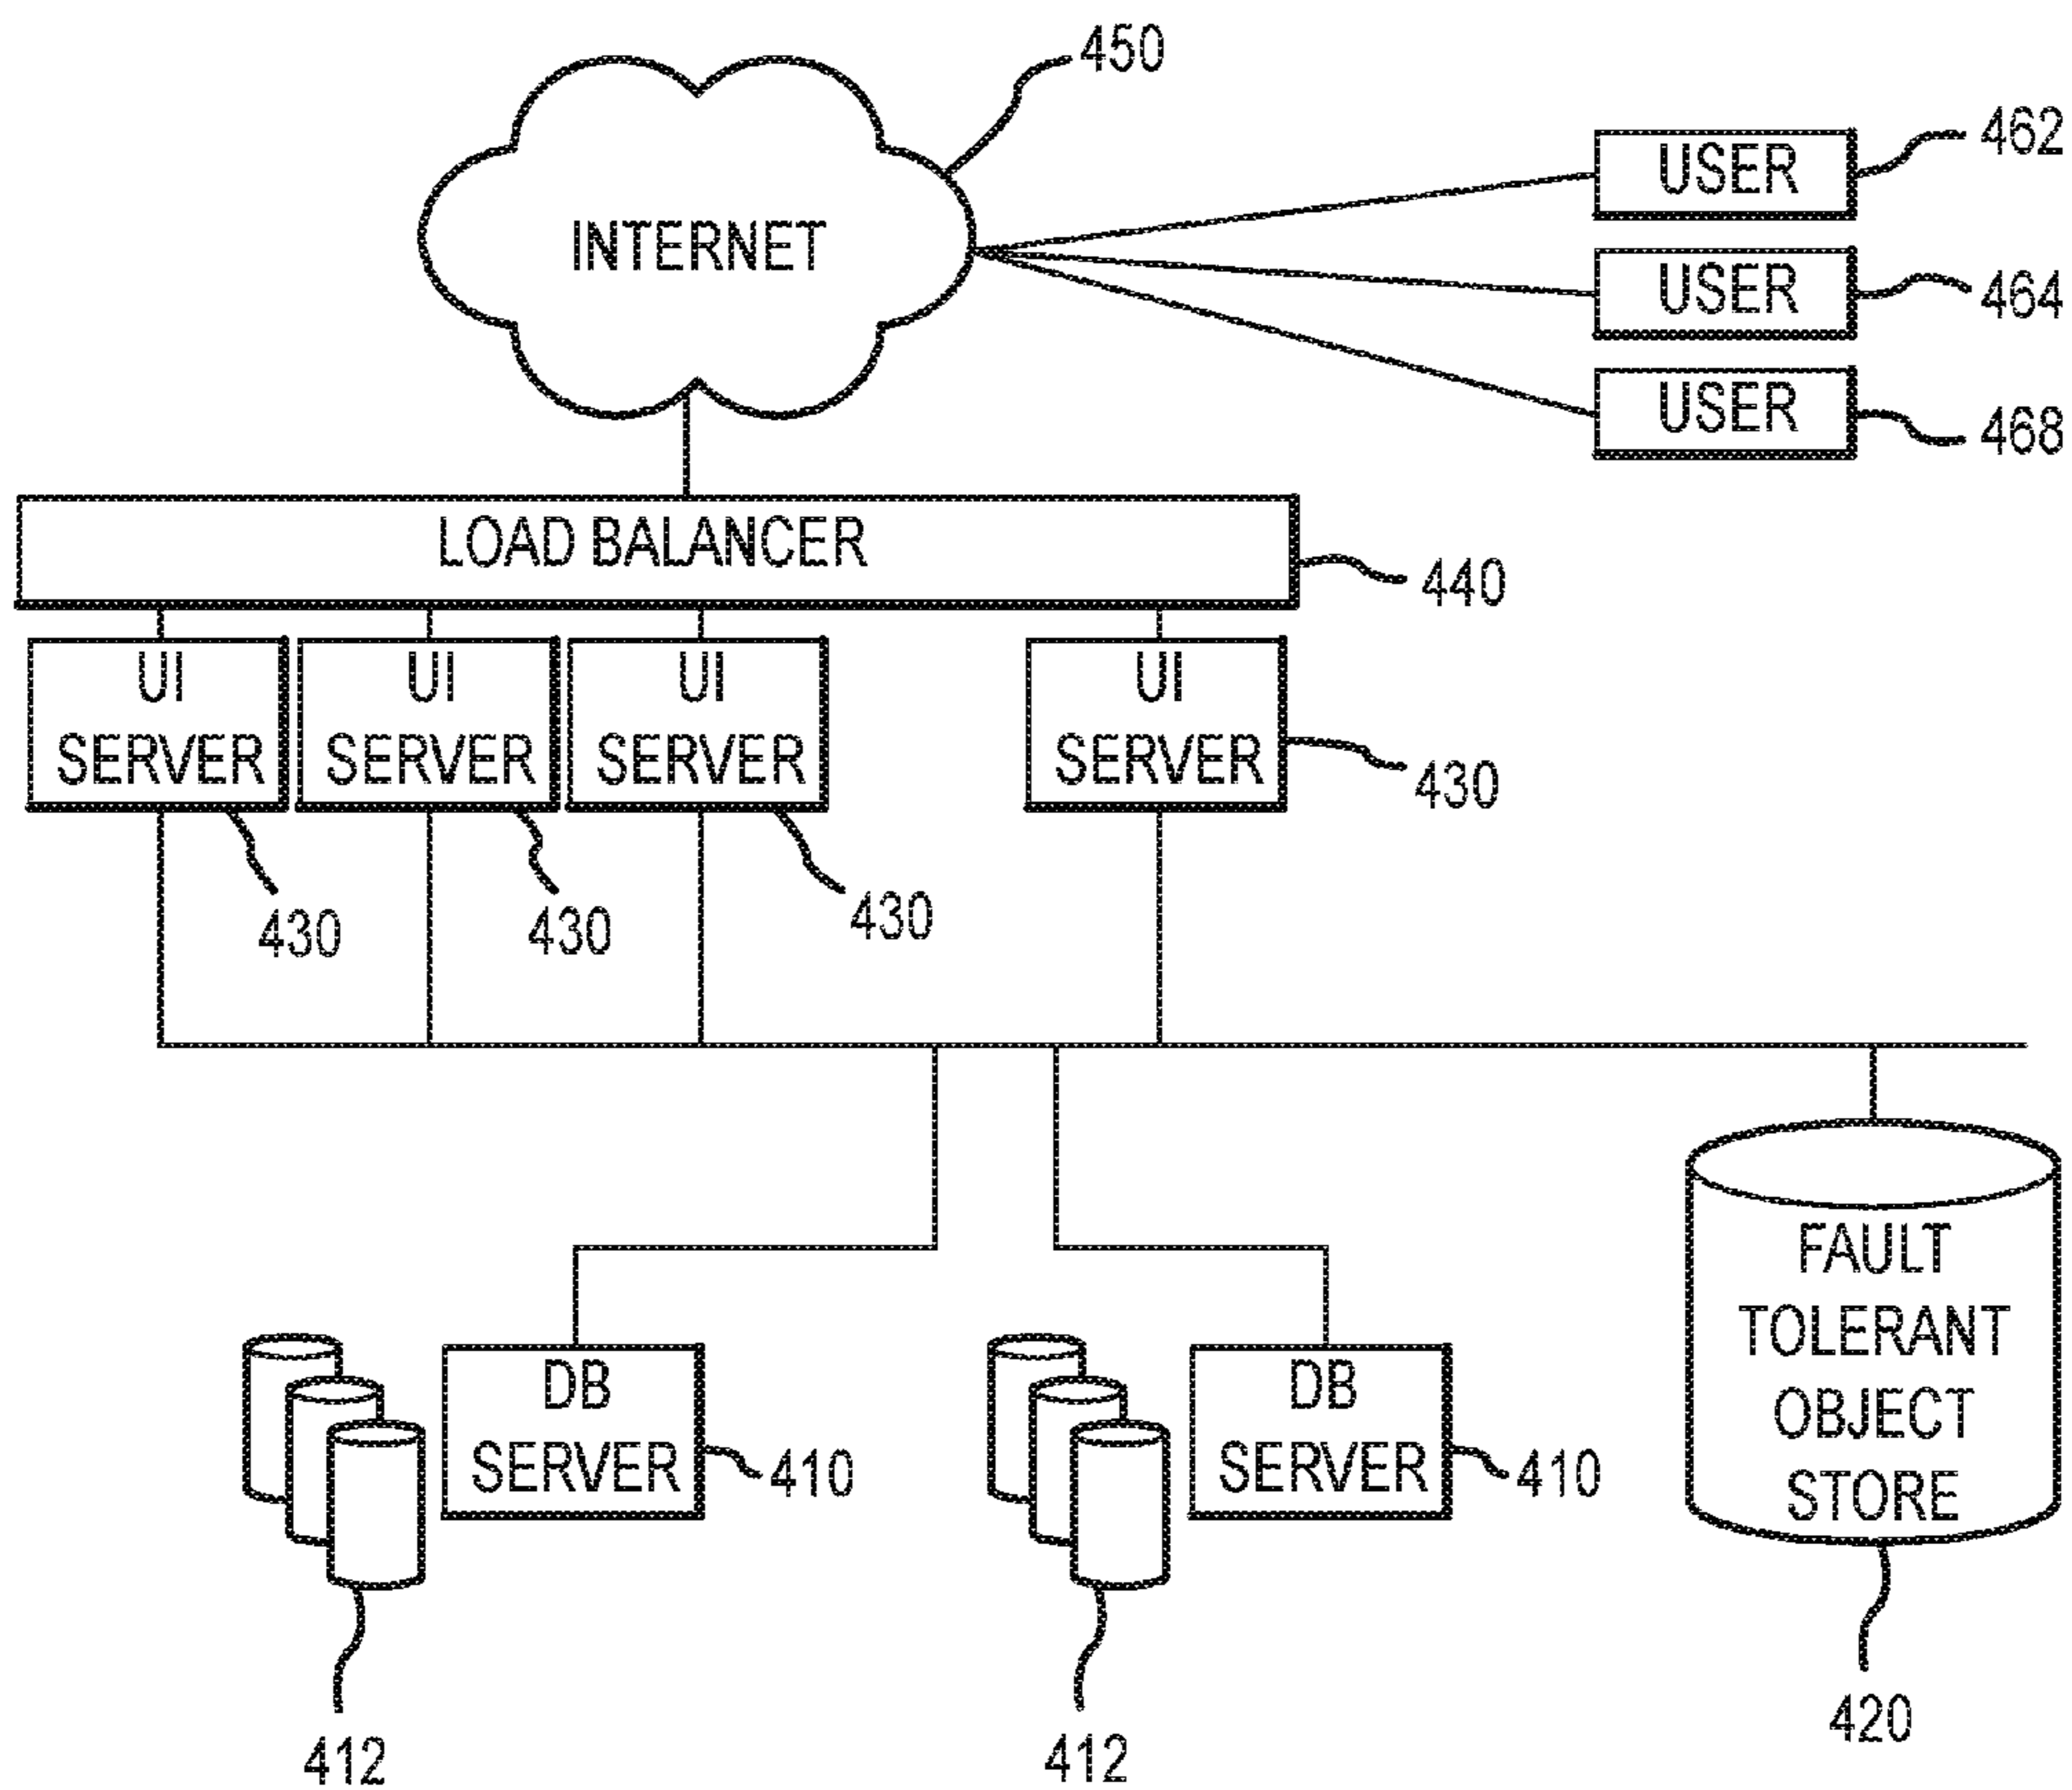 450
462
USER
INTERNET
USER
464
USER
468
LOAD BALANCER
440
UI
SERVER
UI
SERVER
UI
SERVER
UI
SERVER
430
430
430
430
DB
SERVER
410
DB
SERVER
410
FAULT
TOLERANT
OBJECT
STORE
412
412
420